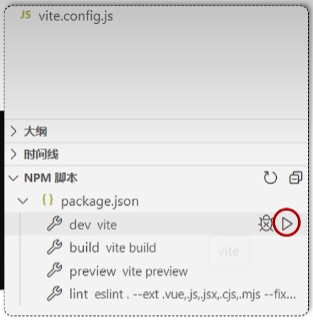 JS vite.config.js
大纲
时间线
NPM 脚本
{} package.json
dev vite
build vite build
vite
preview vite preview
lint eslint . --ext .vue,.js,.jsx,.cjs,.mjs --fix...